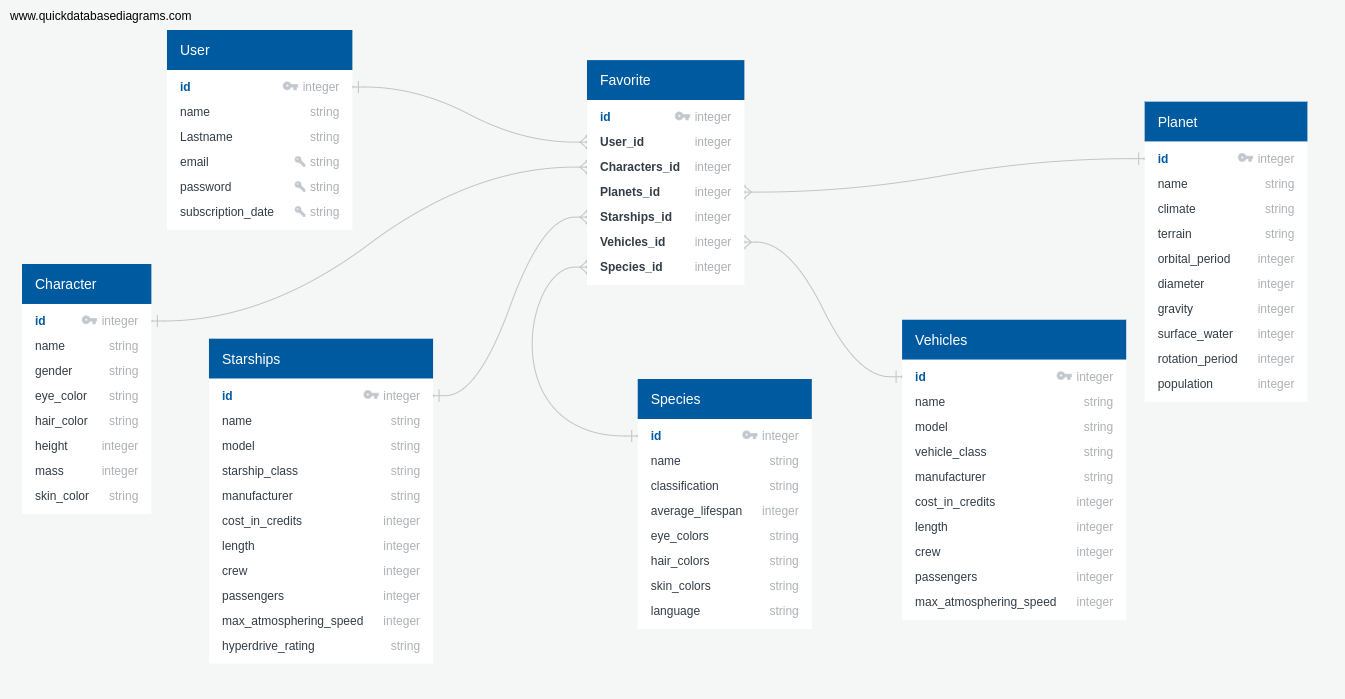 www.quickdatabasediagrams.com
User
id integer
name string
Lastname string
email string
password string
subscription_date string
Favorite
id integer
User_id integer
Characters_id integer
Planets_id integer
Starships_id integer
Vehicles_id integer
Species_id integer
Planet
id integer
name string
climate string
terrain string
orbital_period integer
diameter integer
gravity integer
surface_water integer
rotation_period integer
population integer
Character
id integer
name string
gender string
eye_color string
hair_color string
height integer
mass integer
skin_color string
Starships
id integer
name string
model string
starship_class string
manufacturer string
cost_in_credits integer
length integer
crew integer
passengers integer
max_atmosphering_speed integer
hyperdrive_rating string
Species
id integer
name string
classification string
average_lifespan integer
eye_colors string
hair_colors string
skin_colors string
language string
Vehicles
id integer
name string
model string
vehicle_class string
manufacturer string
cost_in_credits integer
length integer
crew integer
passengers integer
max_atmosphering_speed integer